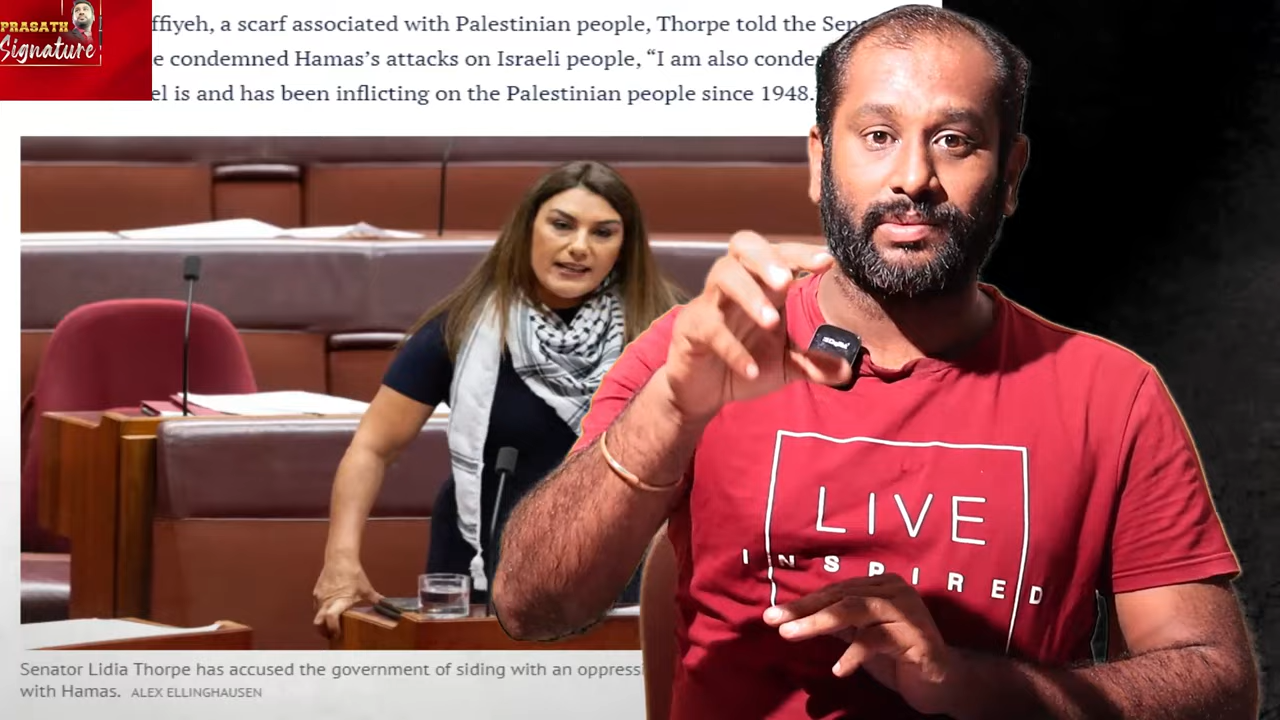 PRASATH
Signature
ffiyeh, a scarf associated with Palestinian people, Thorpe told the Sen
e condemned Hamas's attacks on Israeli people, “I am also conde
el is and has been inflicting on the Palestinian people since 1948.
LIVE
INSPIRED
Senator Lidia Thorpe has accused the government of siding with an oppress
with Hamas. ALEX ELLINGHAUSEN